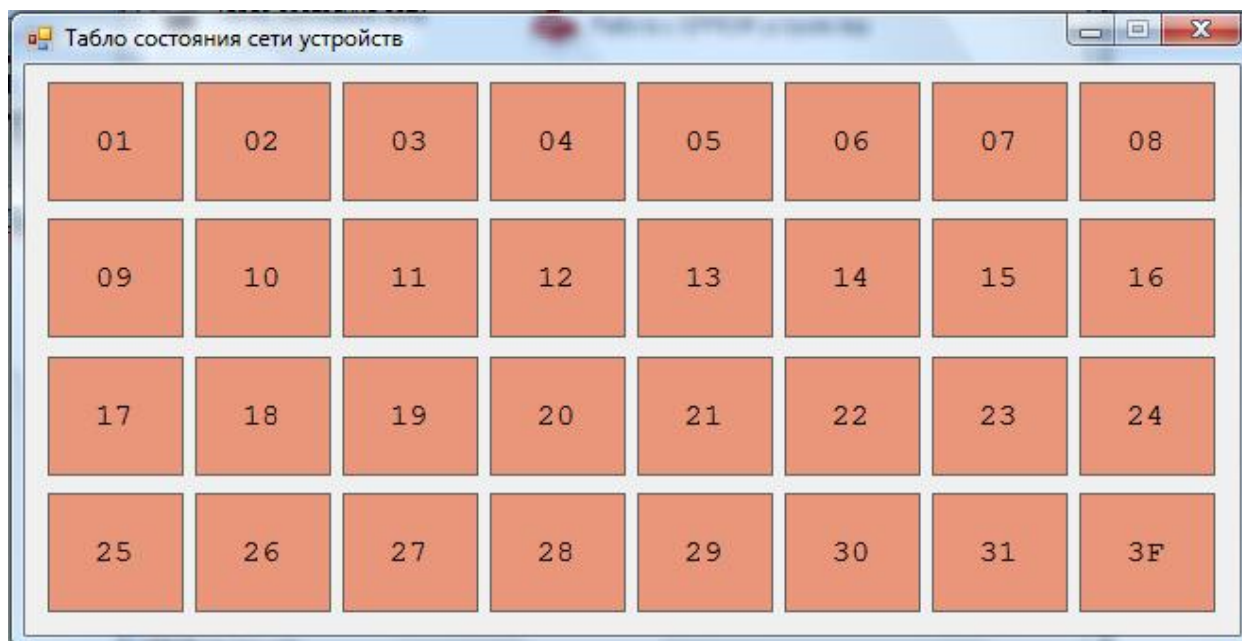 Табло состояния сети устройств
01 02 03 04 05 06 07 08
09 10 11 12 13 14 15 16
17 18 19 20 21 22 23 24
25 26 27 28 29 30 31 3F